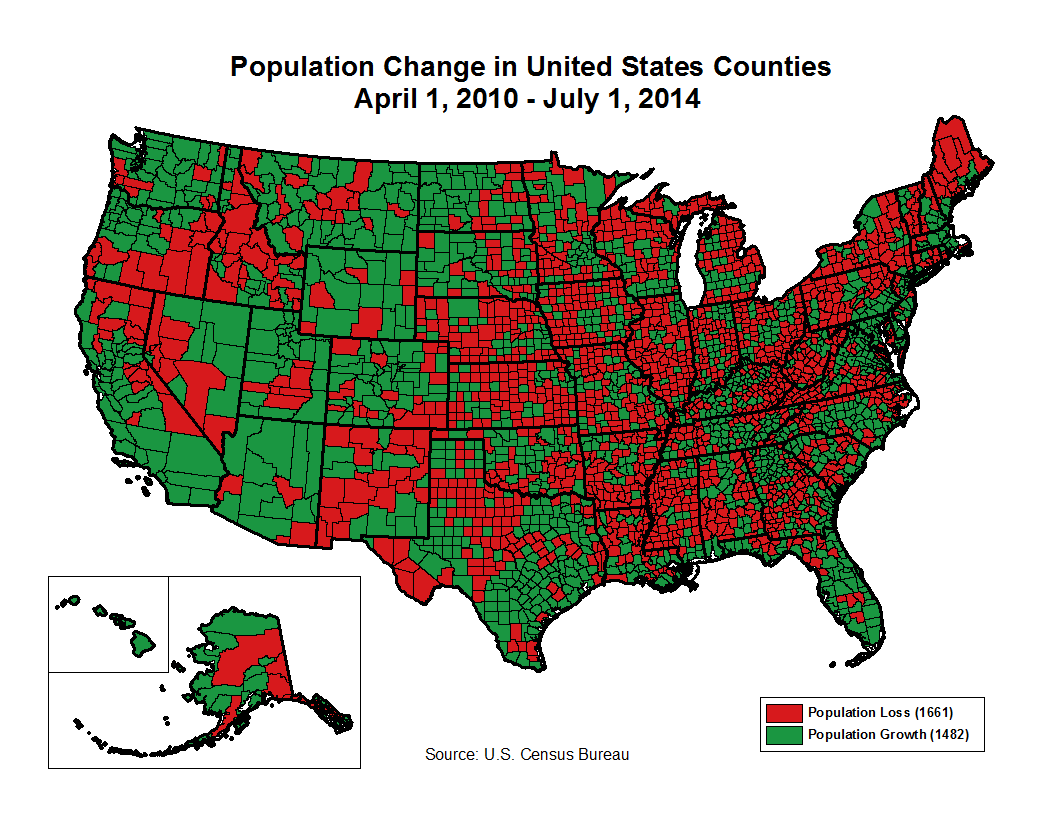 Population Change in United States Counties
April 1, 2010 - July 1, 2014
Population Loss (1661)
Population Growth (1482)
Source: U.S. Census Bureau